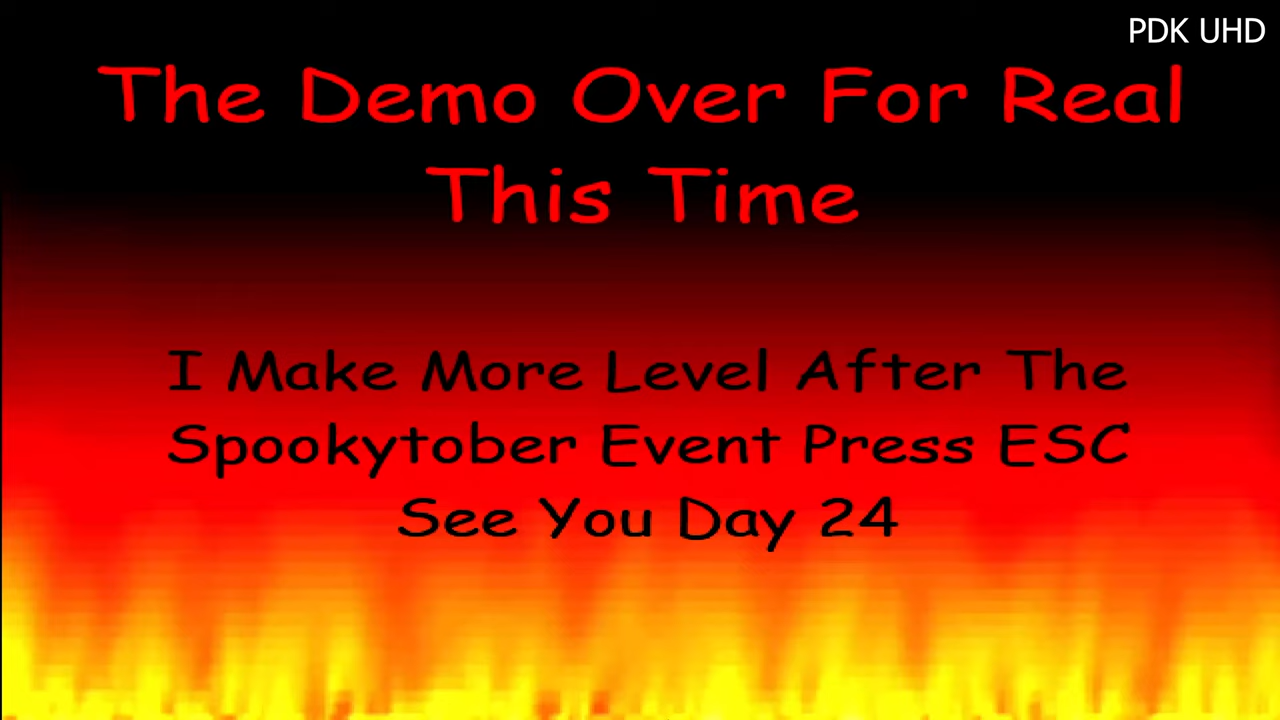 PDK UHD
The Demo Over For Real
This Time
I Make More Level After The
Spookytober Event Press ESC
See You Day 24